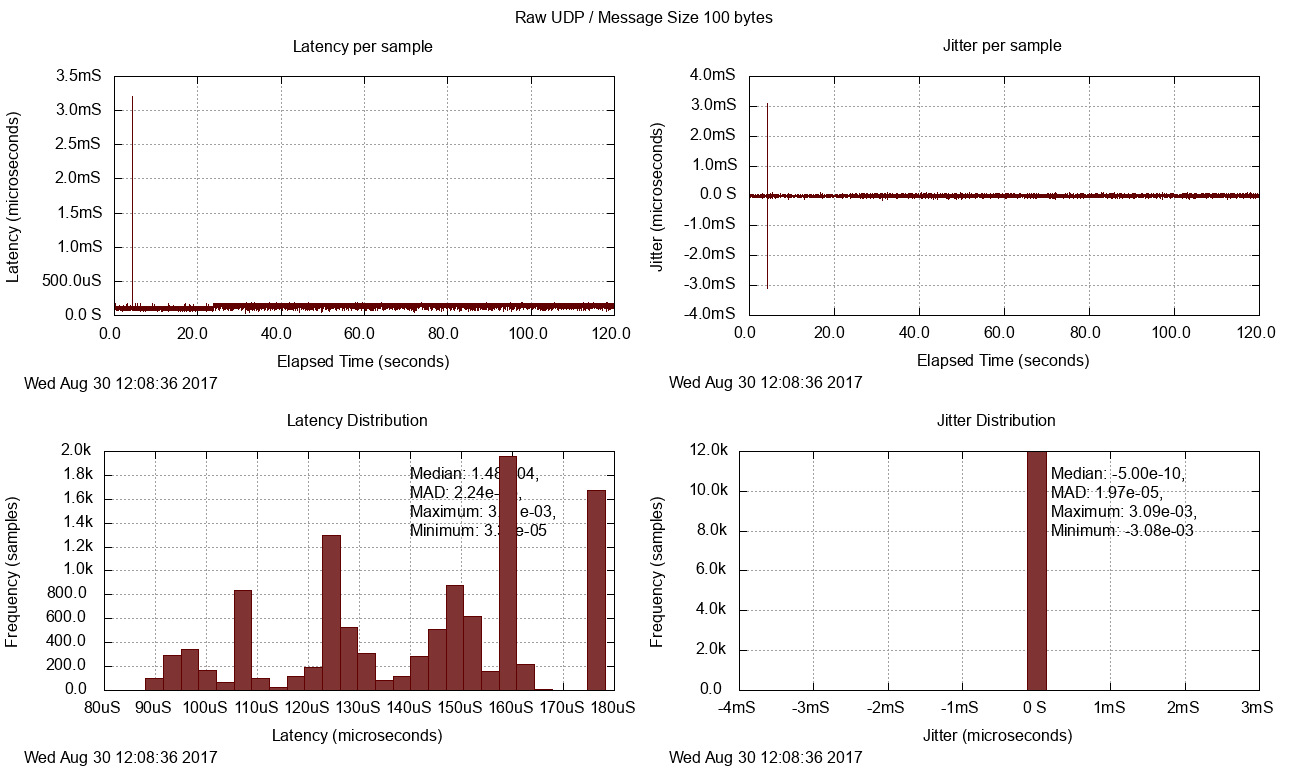 Raw UDP / Message Size 100 bytes
Latency per sample
3.5mS
3.0mS
2.5mS
2.0mS
1.5mS
1.0mS
500.0uS
0.0 S
Latency (microseconds)
0.0 20.0 40.0 60.0 80.0 100.0 120.0
Elapsed Time (seconds)
Wed Aug 30 12:08:36 2017
Jitter per sample
4.0mS
3.0mS
2.0mS
1.0mS
0.0 S
-1.0mS
-2.0mS
-3.0mS
-4.0mS
Jitter (microseconds)
0.0 20.0 40.0 60.0 80.0 100.0 120.0
Elapsed Time (seconds)
Wed Aug 30 12:08:36 2017
Latency Distribution
2.0k
1.8k
1.6k
1.4k
1.2k
1.0k
800.0
600.0
400.0
200.0
0.0
Frequency (samples)
Median:
MAD:
Maximum:
Minimum:
80uS 90uS 100uS 110uS 120uS 130uS 140uS 150uS 160uS 170uS 180uS
Latency (microseconds)
Wed Aug 30 12:08:36 2017
Jitter Distribution
12.0k
10.0k
8.0k
6.0k
4.0k
2.0k
0.0
Frequency (samples)
Median: -5.00e-10,
MAD: 1.97e-05,
Maximum: 3.09e-03,
Minimum: -3.08e-03
-4mS -3mS -2mS -1mS 0 S 1mS 2mS 3mS
Jitter (microseconds)
Wed Aug 30 12:08:36 2017